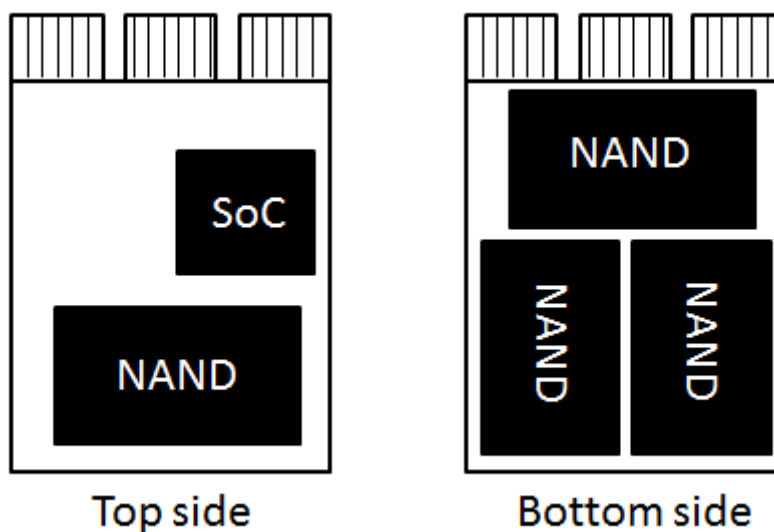 SoC
NAND
Top side
NAND
NAND
NAND
Bottom side